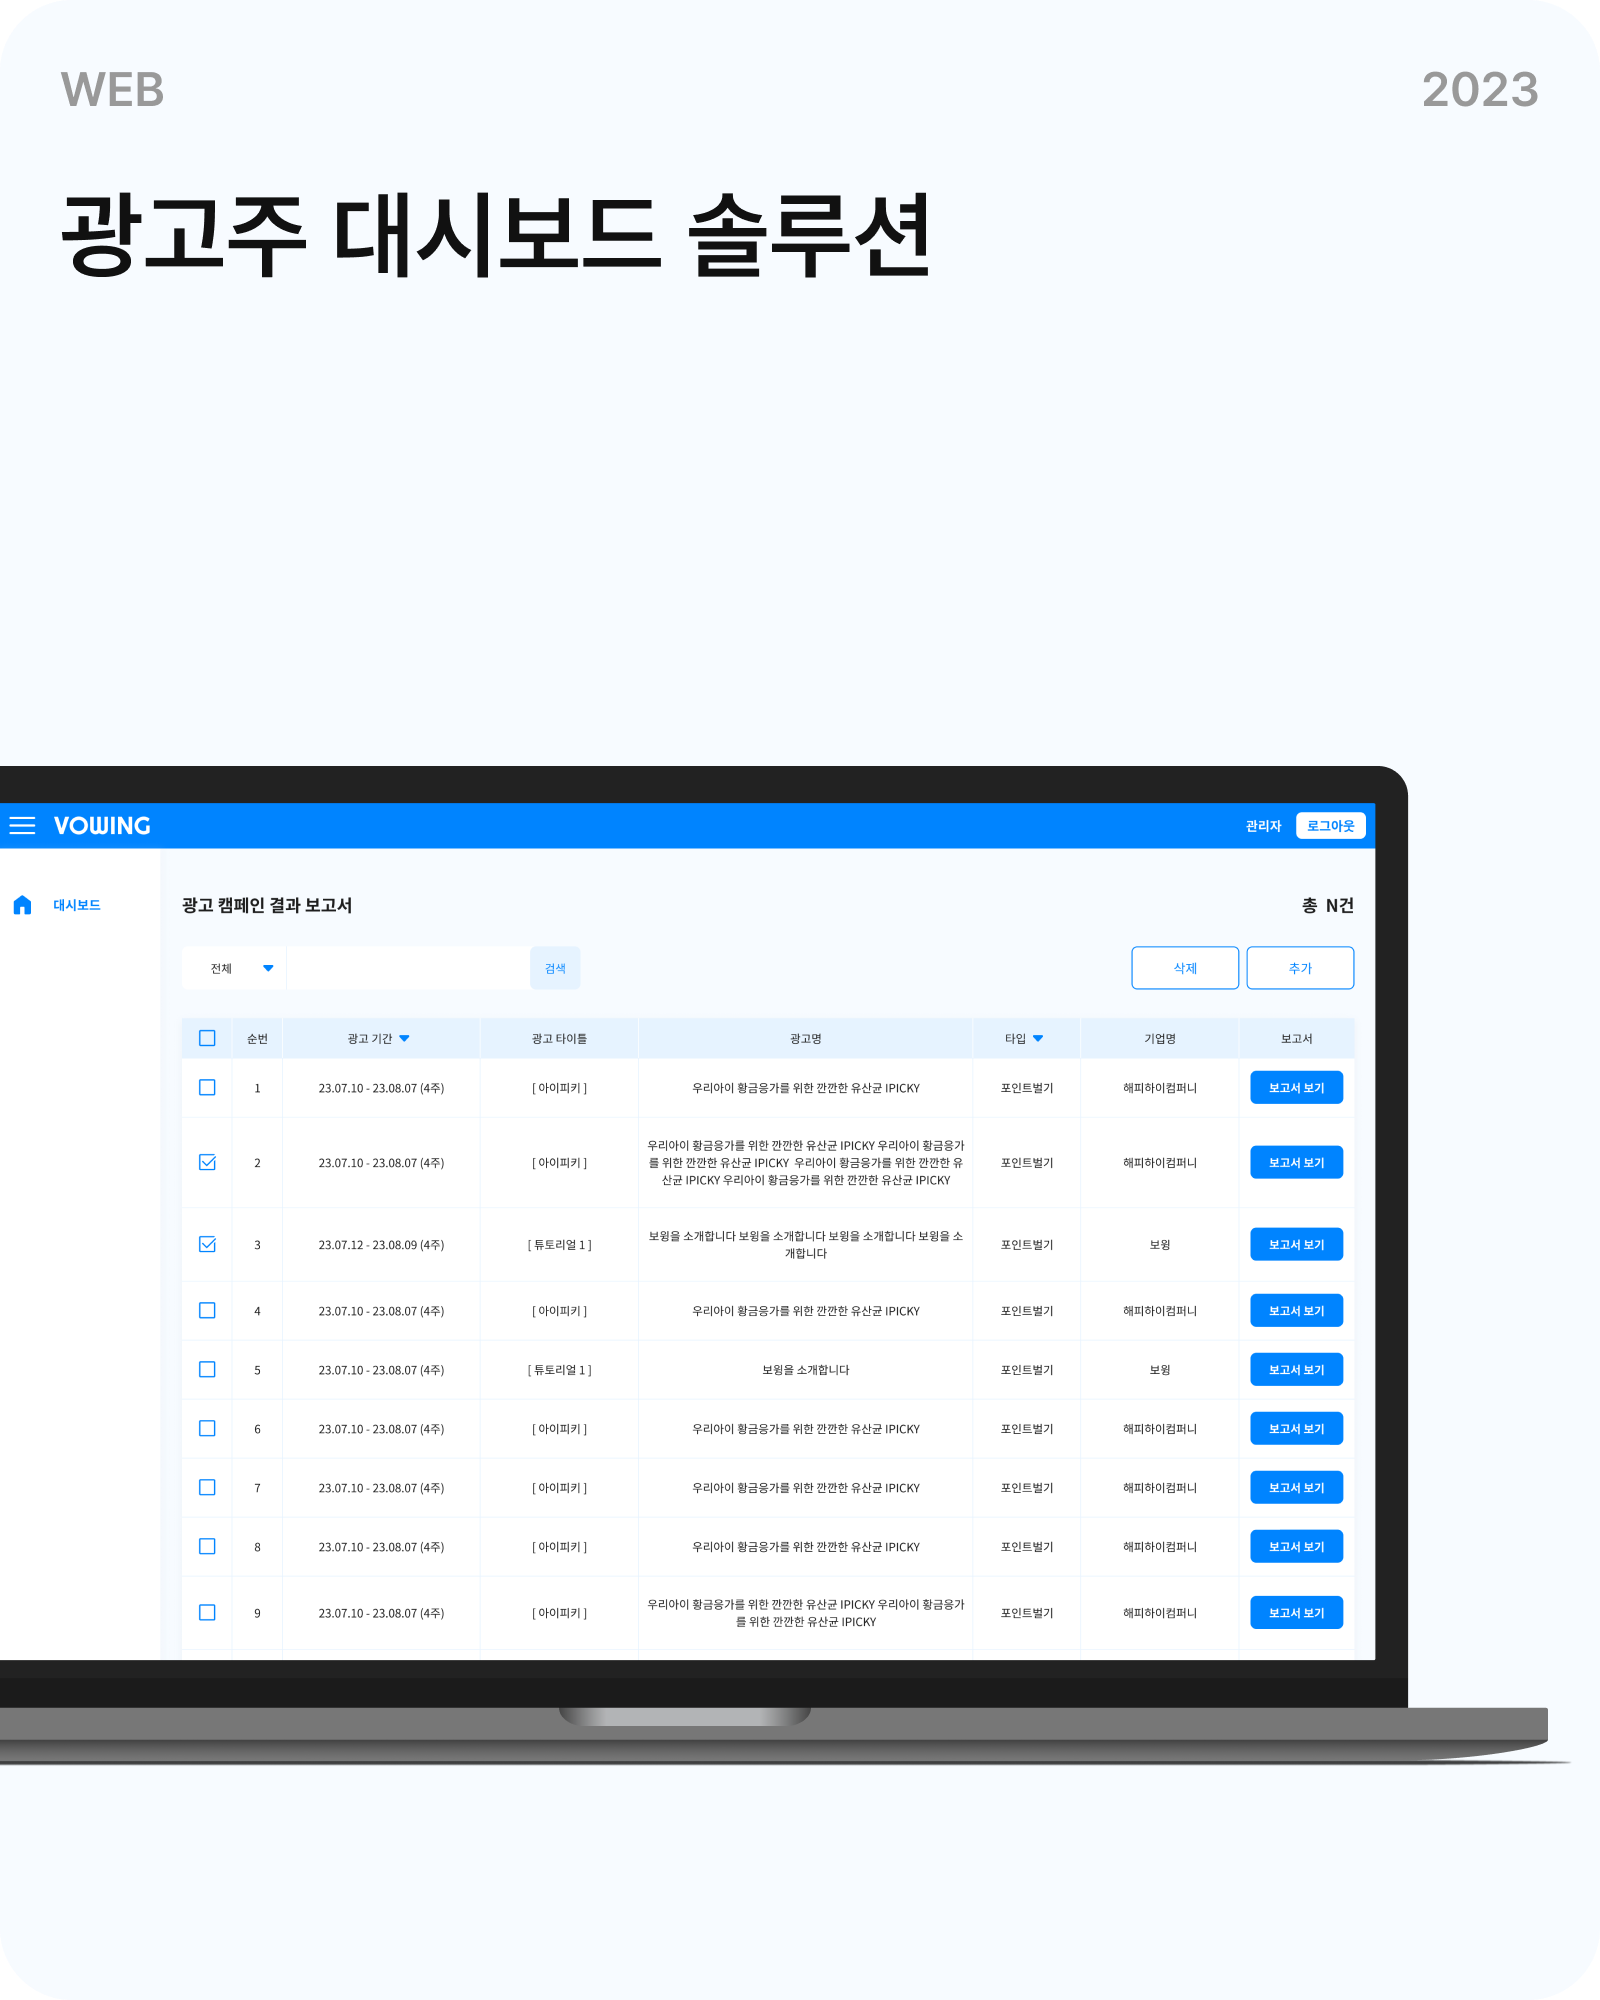 WEB
2023
광고주 대시보드 솔루션
VOWING
관리자
로그아웃
대시보드
광고 캠페인 결과 보고서
총 N건
전체
검색
삭제
추가
순번 광고 기간 광고 타이틀 광고명 타입 기업명 보고서
1 23.07.10 - 23.08.07 (4주) [ 아이피키 ] 우리아이 황금응가를 위한 깐깐한 유산균 IPICKY 포인트벌기 해피하이컴퍼니 보고서 보기
우리아이 황금응가를 위한 깐깐한 유산균 IPICKY 우리아이 황금응가
2 23.07.10 - 23.08.07 (4주) [ 아이피키 ] 를 위한 깐깐한 유산균 IPICKY 우리아이 황금응가를 위한 깐깐한 유 포인트벌기 해피하이컴퍼니 보고서 보기
산균 IPICKY 우리아이 황금응가를 위한 깐깐한 유산균 IPICKY
보윙을 소개합니다 보윙을 소개합니다 보윙을 소개합니다 보윙을 소
3 23.07.12 - 23.08.09 (4주) [ 튜토리얼 1 ] 포인트벌기 보윙 보고서 보기
개합니다
4 23.07.10 - 23.08.07 (4주) [ 아이피키 ] 우리아이 황금응가를 위한 깐깐한 유산균 IPICKY 포인트벌기 해피하이컴퍼니 보고서 보기
5 23.07.10 - 23.08.07 (4주) [ 튜토리얼 1 ] 보윙을 소개합니다 포인트벌기 보윙 보고서 보기
6 23.07.10 - 23.08.07 (4주) [ 아이피키 ] 우리아이 황금응가를 위한 깐깐한 유산균 IPICKY 포인트벌기 해피하이컴퍼니 보고서 보기
7 23.07.10 - 23.08.07 (4주) [ 아이피키 ] 우리아이 황금응가를 위한 깐깐한 유산균 IPICKY 포인트벌기 해피하이컴퍼니 보고서 보기
8 23.07.10 - 23.08.07 (4주) [ 아이피키 ] 우리아이 황금응가를 위한 깐깐한 유산균 IPICKY 포인트벌기 해피하이컴퍼니 보고서 보기
우리아이 황금응가를 위한 깐깐한 유산균 IPICKY 우리아이 황금응가
9 23.07.10 - 23.08.07 (4주) [ 아이피키 ] 포인트벌기 해피하이컴퍼니 보고서 보기
를 위한 깐깐한 유산균 IPICKY